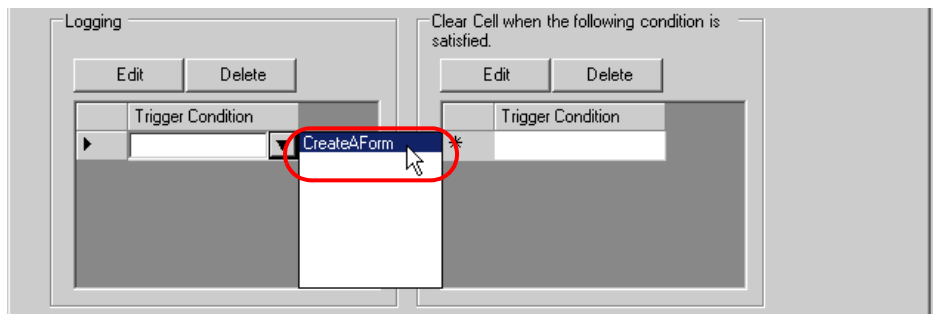 Logging
Edit
Delete
Trigger Condition
CreateAForm
Clear Cell when the following condition is
satisfied.
Edit
Delete
Trigger Condition
*